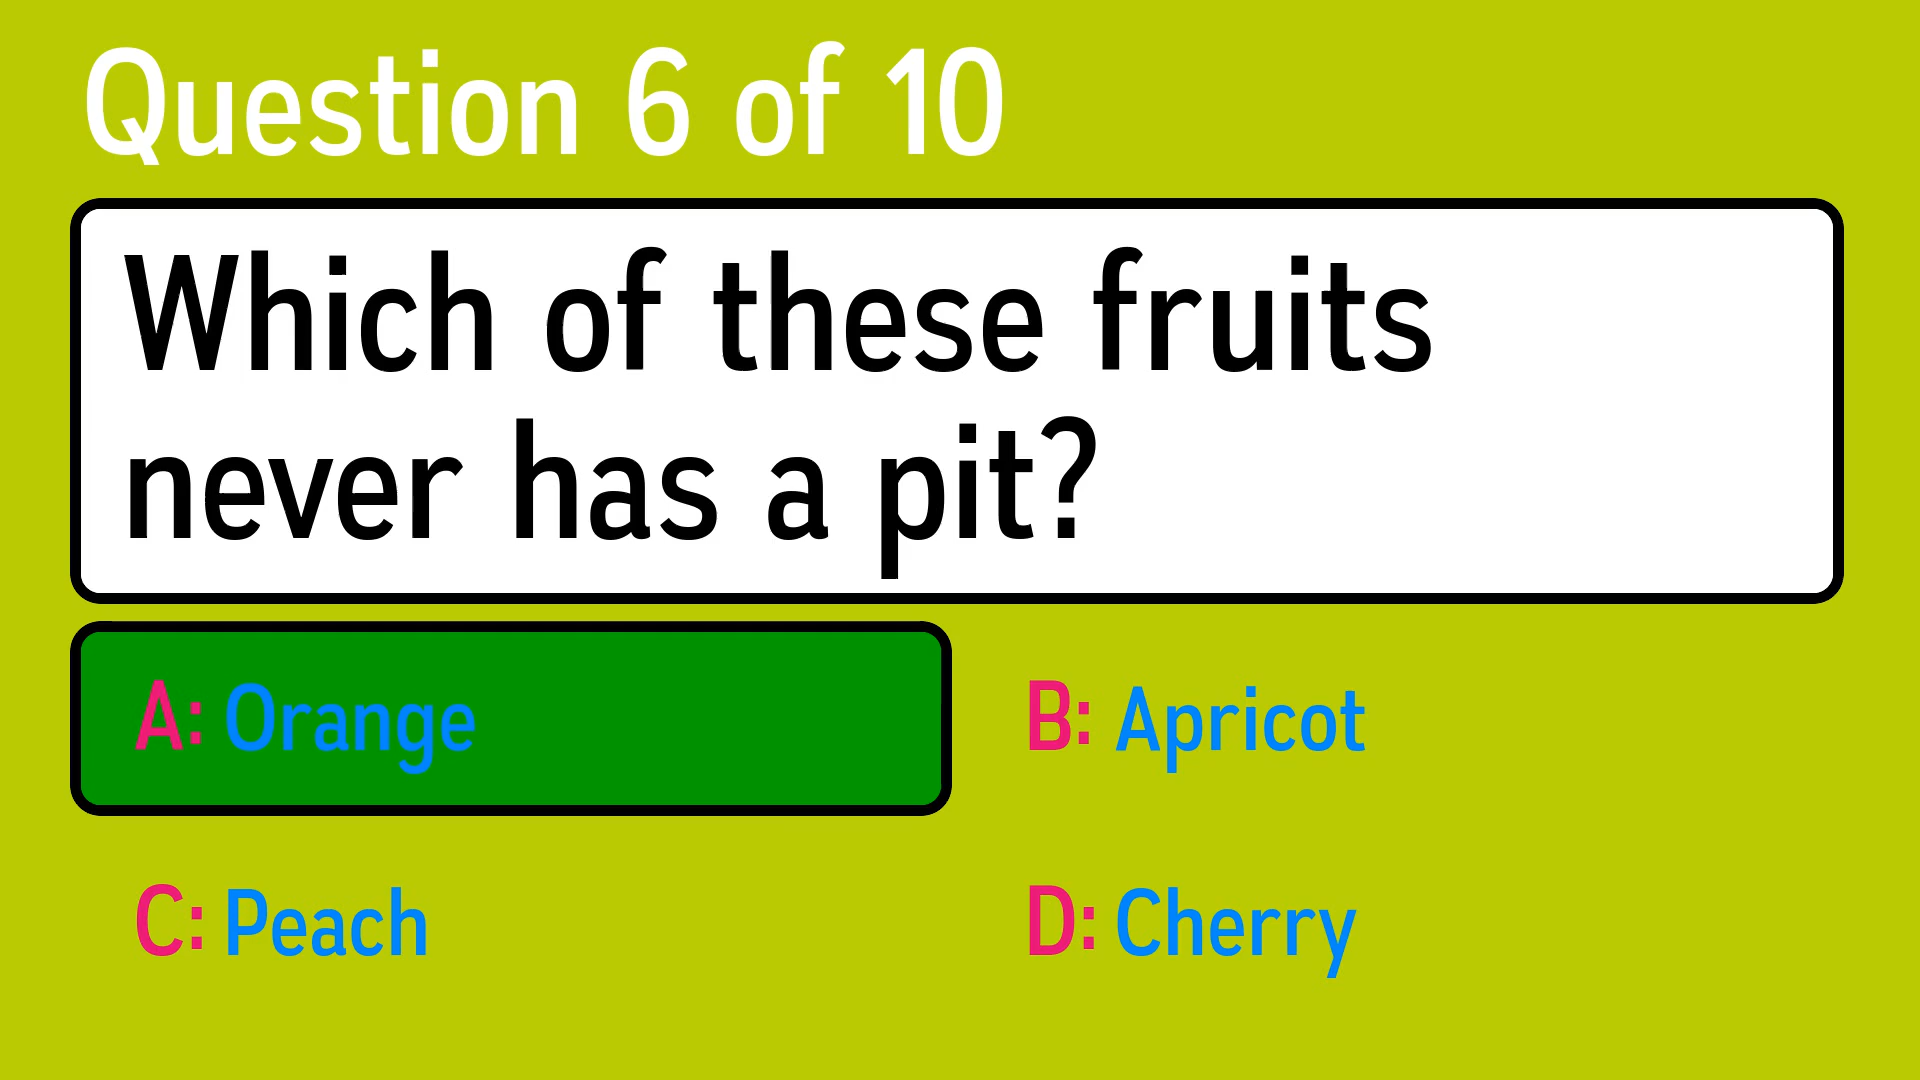 Question 6 of 10
Which of these fruits
never has a pit?
A: Orange
B: Apricot
C: Peach
D: Cherry